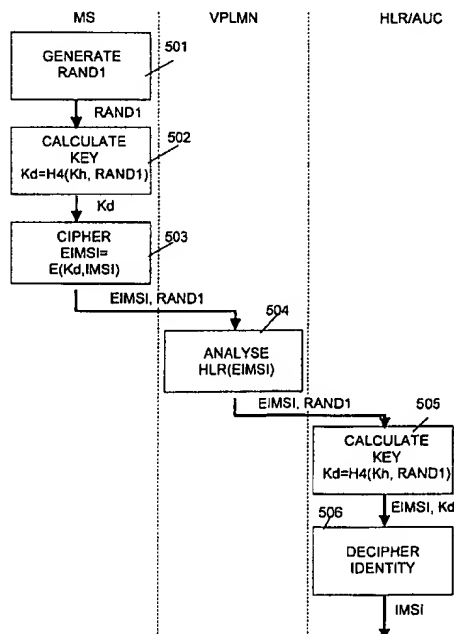 MS
VPLMN
HLR/AUC
GENERATE
RAND1
501
RAND1
CALCULATE
KEY
Kd=H4(Kh, RAND1)
502
Kd
CIPHER
EIMSI=
E(Kd,IMSI)
503
EIMSI, RAND1
504
ANALYSE
HLR(EIMSI)
EIMSI, RAND1
505
CALCULATE
KEY
Kd=H4(Kh, RAND1)
EIMSI, Kd
506
DECIPHER
IDENTITY
IMSI